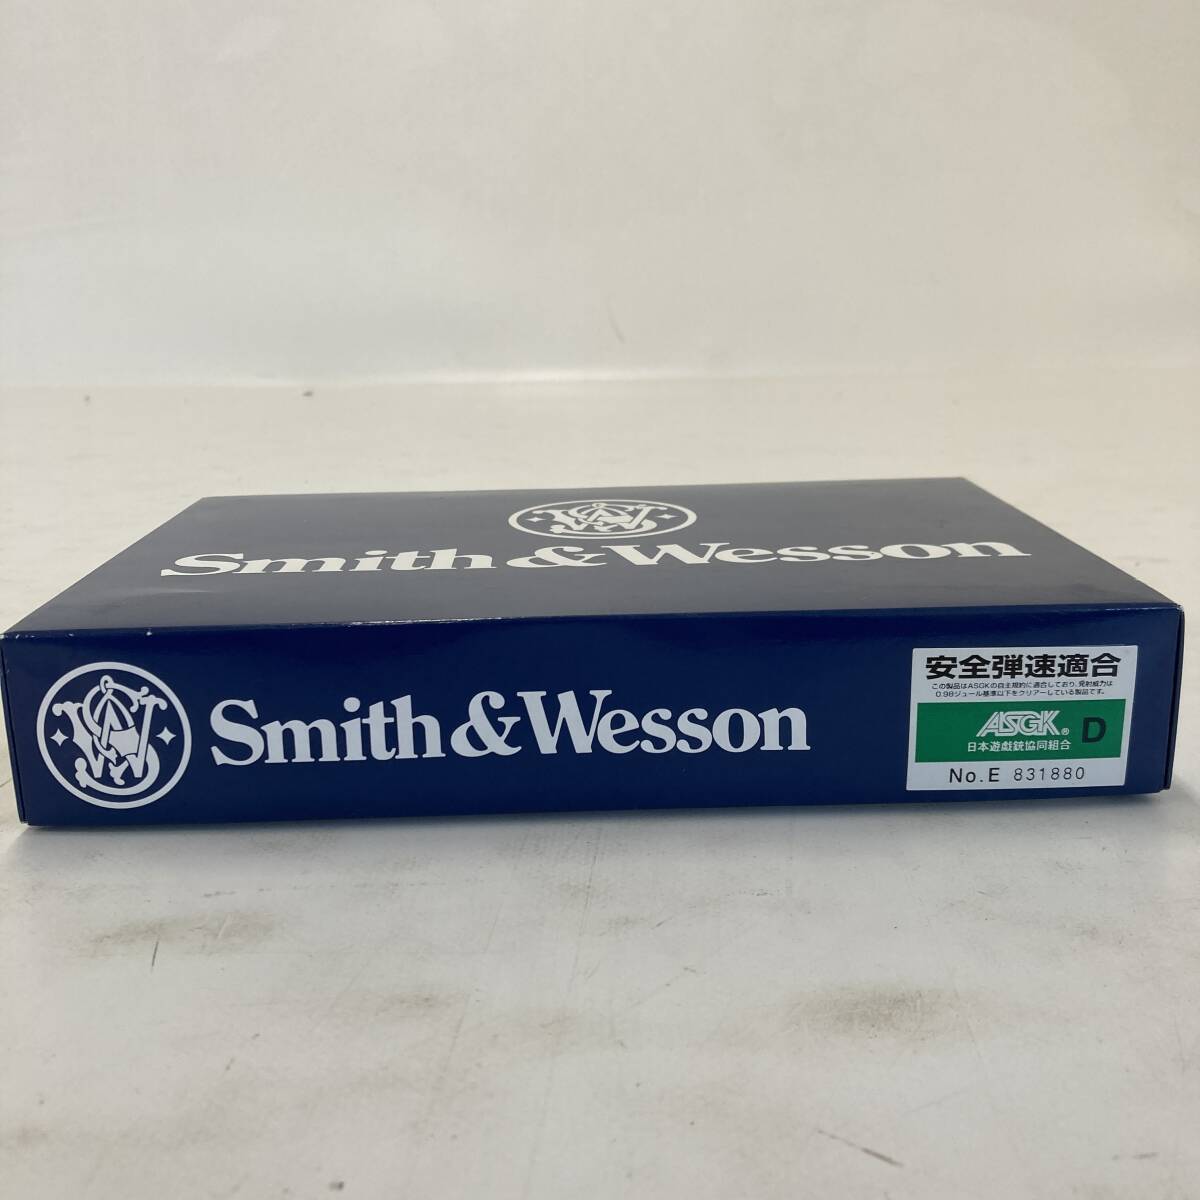 Smith & Wesson
Smith & Wesson
安全弾速適合
この製品はASGKの自主規約に適合しており、発射威力は
0.98ジュール基準以下をクリアーしている製品です。
ASGK® D
日本遊戯銃協同組合
No.E 831880